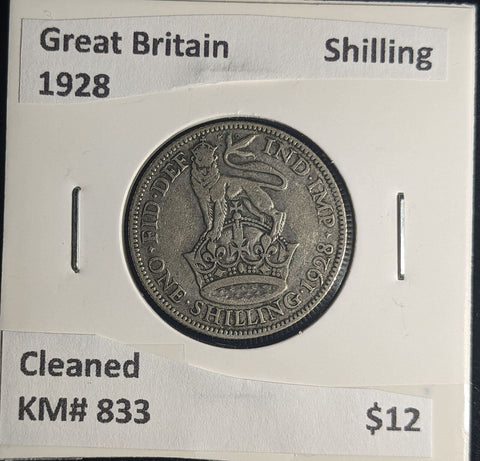 Great Britain Shilling
1928
FID·DEF IND·IMP·
·ONE·SHILLING·1928
Cleaned
KM# 833 $12